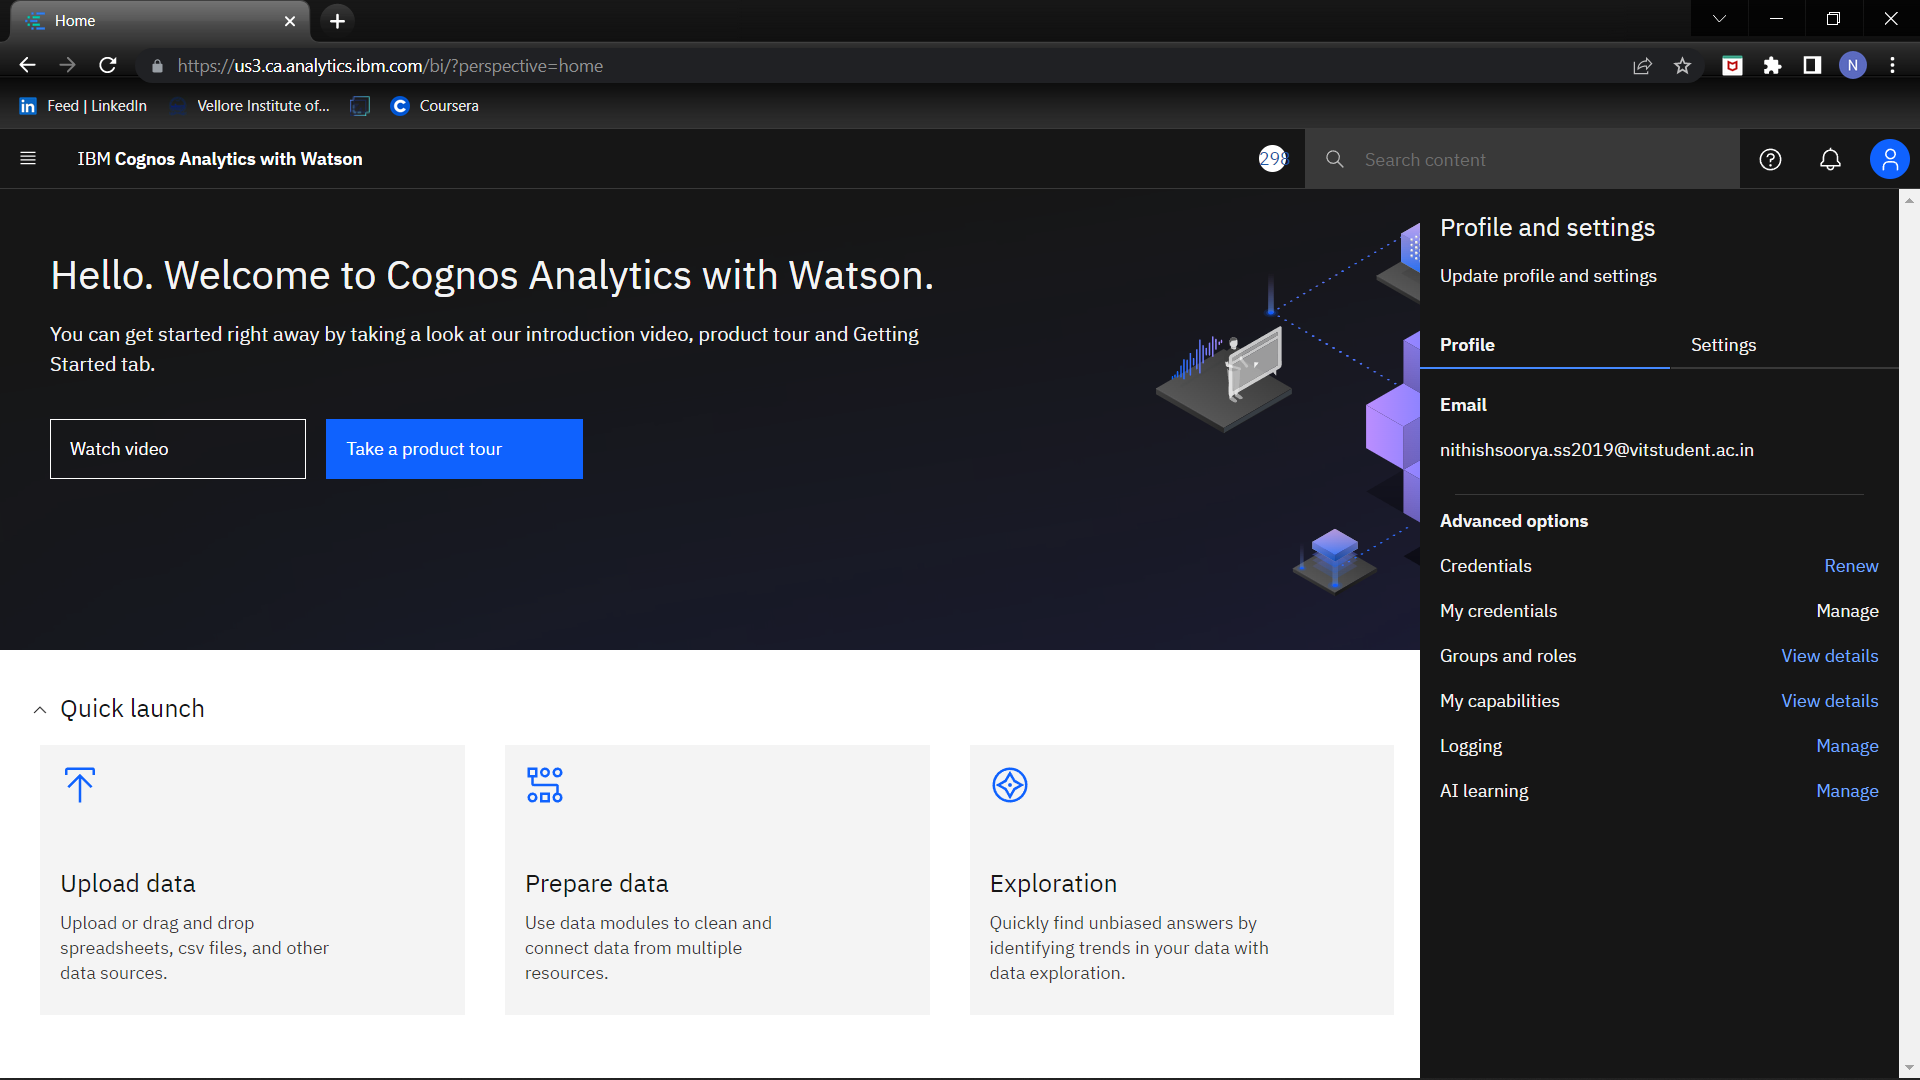 Home
https://us3.ca.analytics.ibm.com/bi/?perspective=home
N
Feed | LinkedIn
Vellore Institute of...
Coursera
IBM Cognos Analytics with Watson
298
Search content
Hello. Welcome to Cognos Analytics with Watson.
You can get started right away by taking a look at our introduction video, product tour and Getting
Started tab.
Watch video
Take a product tour
Quick launch
Upload data
Upload or drag and drop
spreadsheets, csv files, and other
data sources.
Prepare data
Use data modules to clean and
connect data from multiple
resources.
Exploration
Quickly find unbiased answers by
identifying trends in your data with
data exploration.
Profile and settings
Update profile and settings
Profile
Settings
Email
nithishsoorya.ss2019@vitstudent.ac.in
Advanced options
Credentials
Renew
My credentials
Manage
Groups and roles
View details
My capabilities
View details
Logging
Manage
AI learning
Manage